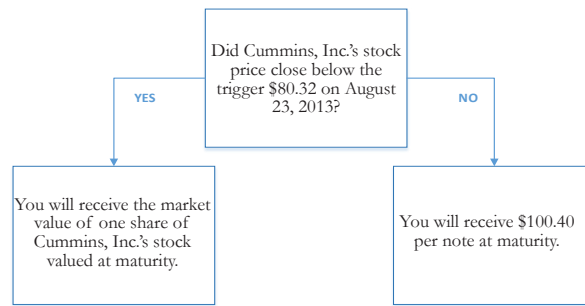 Did Cummins, Inc.'s stock
price close below the
trigger $80.32 on August
23, 2013?
YES
NO
You will receive the market
value of one share of
Cummins, Inc.'s stock
valued at maturity.
You will receive $100.40
per note at maturity.